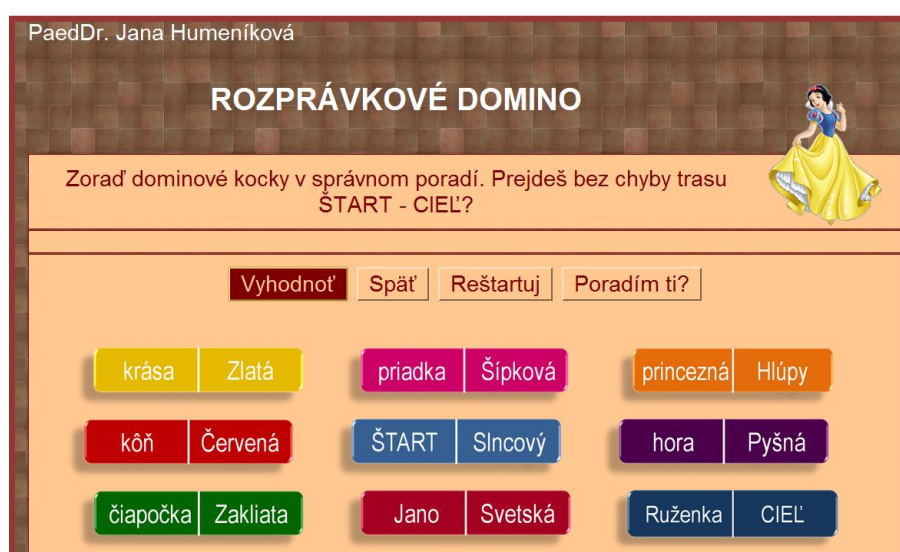 PaedDr. Jana Humeníková
ROZPRÁVKOVÉ DOMINO
Zoraď dominové kocky v správnom poradí. Prejdeš bez chyby trasu
ŠTART - CIEĽ?
Vyhodnoť Späť Reštartuj Poradím ti?
krása Zlatá priadka Šípková princezná Hlúpy
kôň Červená ŠTART Slncový hora Pyšná
čiapočka Zakliata Jano Svetská Ruženka CIEĽ